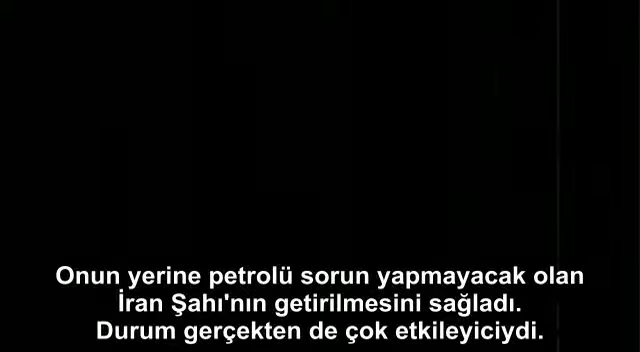 Onun yerine petrolü sorun yapmayacak olan
İran Şahı'nın getirilmesini sağladı.
Durum gerçekten de çok etkileyiciydi.